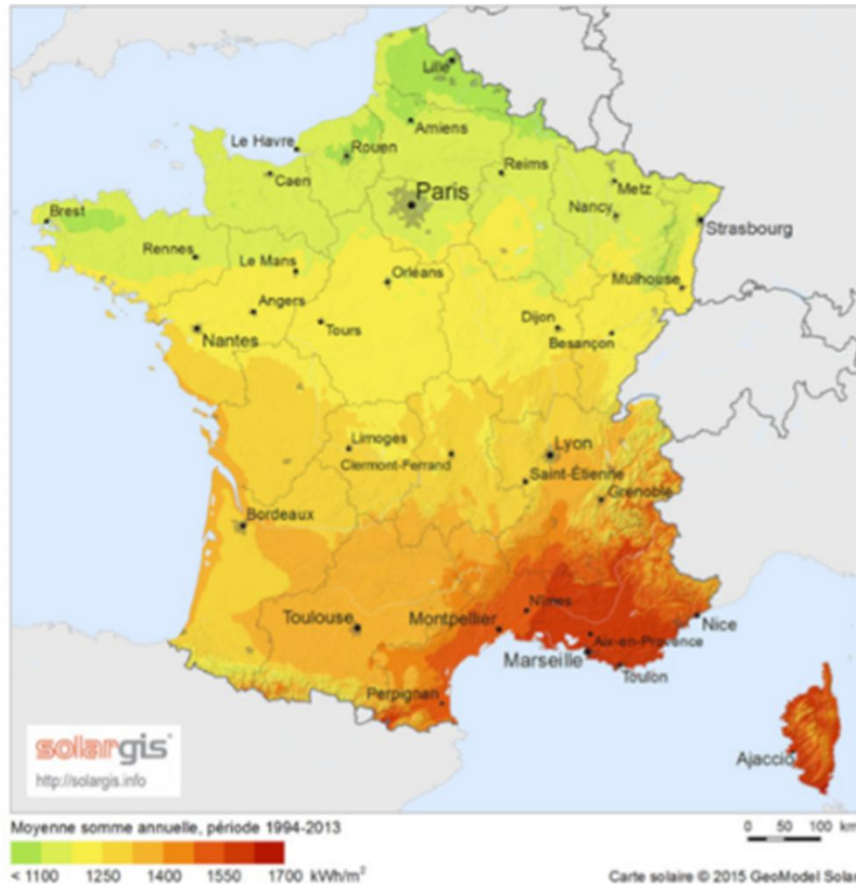 Lille
Amiens
Le Havre
Rouen
Caen
Reims
Paris
Metz
Nancy
Strasbourg
Brest
Rennes
Le Mans
Orléans
Mulhouse
Angers
Tours
Nantes
Dijon
Besançon
Limoges
Clermont-Ferrand
Lyon
Saint-Étienne
Grenoble
Bordeaux
Toulouse
Montpellier
Nîmes
Nice
Aix-en-Provence
Marseille
Toulon
Perpignan
Ajaccio
solargis
http://solargis.info
Moyenne somme annuelle, période 1994-2013
0 50 100 km
< 1100 1250 1400 1550 1700 kWh/m²
Carte solaire © 2015 GeoModel Solar